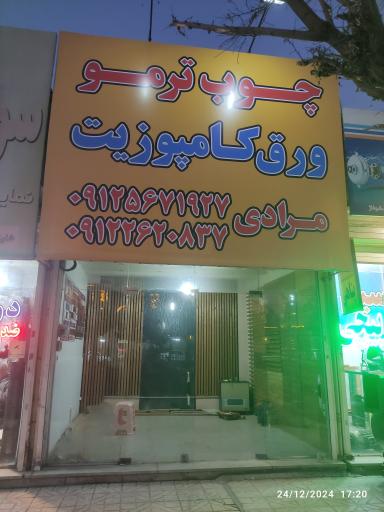 چوب ترمو
ورق کامپوزیت
۰۹۱۲۵۶۷۱۹۲۷
مرادی
۰۹۱۲۲۶۲۰۸۳۷
24/12/2024 17:20